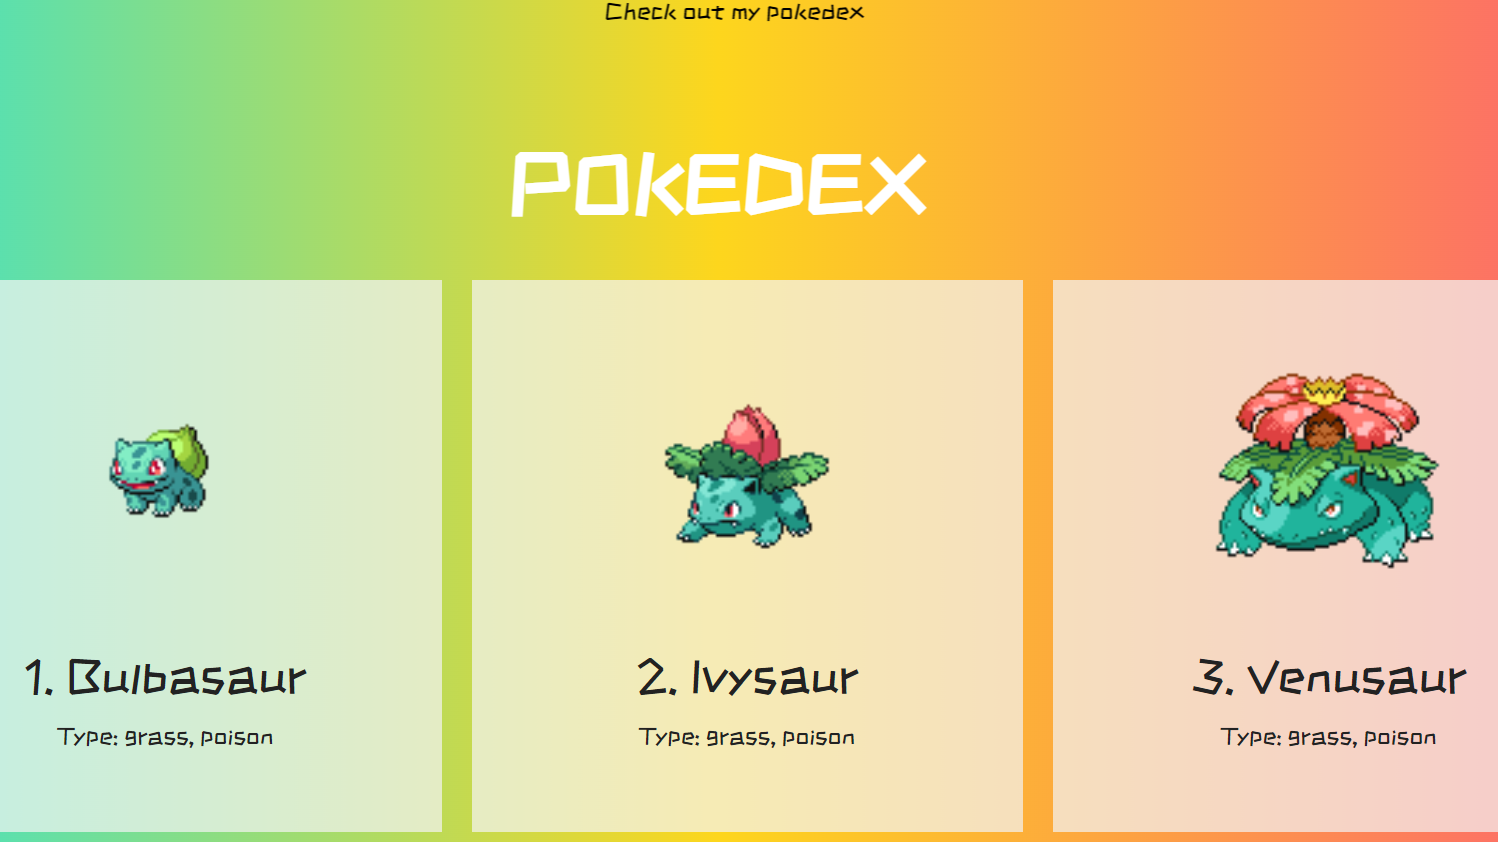 Check out my pokedex
POKEDEX
1. Bulbasaur
Type: grass, poison
2. Ivysaur
Type: grass, poison
3. Venusaur
Type: grass, poison